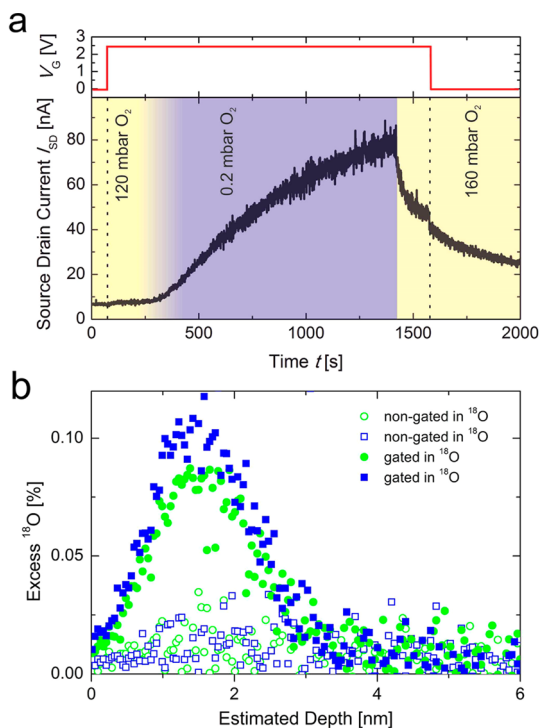 a
V_G [V]
3
2
1
0
Source Drain Current I_SD [nA]
80
60
40
20
0
120 mbar O₂
0.2 mbar O₂
160 mbar O₂
0 500 1000 1500 2000
Time t [s]
b
Excess ¹⁸O [%]
0.10
0.05
0.00
non-gated in ¹⁸O
non-gated in ¹⁸O
gated in ¹⁸O
gated in ¹⁸O
0 2 4 6
Estimated Depth [nm]